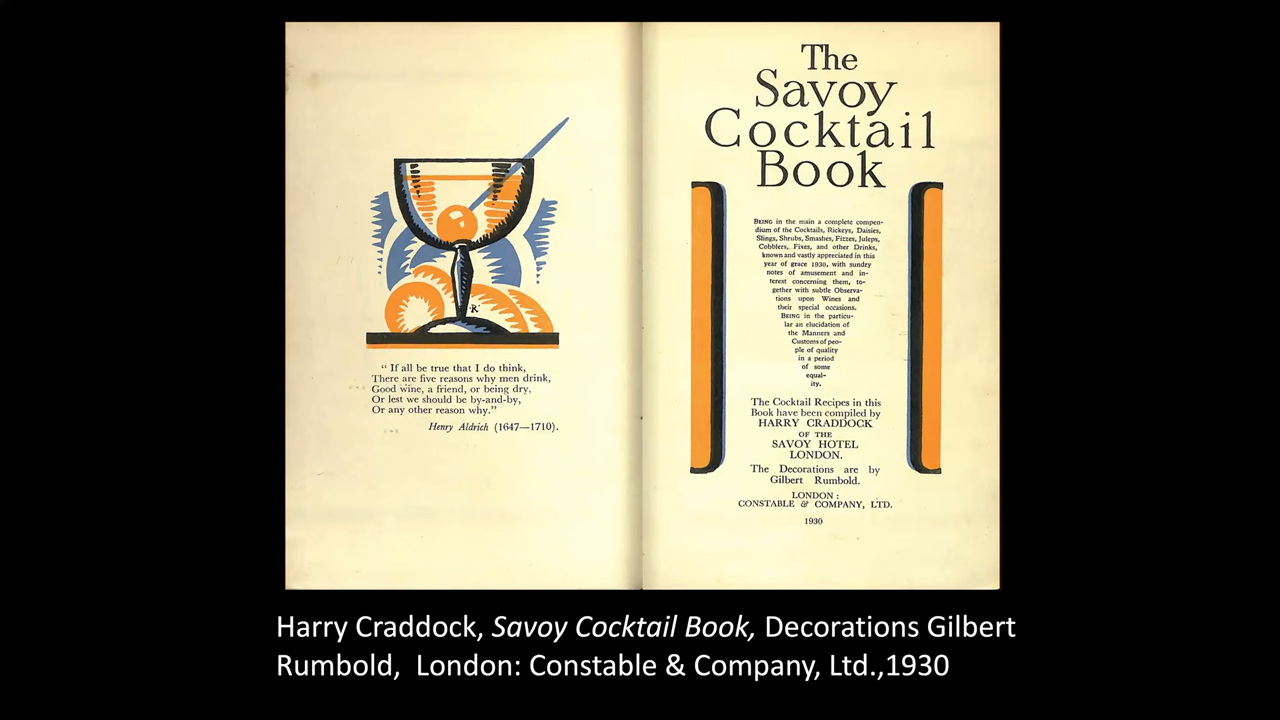 "If all be true that I do think,
There are five reasons why men drink,
Good wine, a friend, or being dry,
Or lest we should be by-and-by,
Or any other reason why."
Henry Aldrich (1647—1710).
R
The
Savoy
Cocktail
Book
BEING in the main a complete compen-
dium of the Cocktails, Rickeys, Daisies,
Slings, Shrubs, Smashes, Fizzes, Juleps,
Cobblers, Fixes, and other Drinks,
known and vastly appreciated in this
year of grace 1930, with sundry
notes of amusement and in-
terest concerning them, to-
gether with subtle Observa-
tions upon Wines and
their special occasions.
BEING in the particu-
lar an elucidation of
the Manners and
Customs of peo-
ple of quality
in a period
of some
equal-
ity.
The Cocktail Recipes in this
Book have been compiled by
HARRY CRADDOCK
OF THE
SAVOY HOTEL
LONDON.
The Decorations are by
Gilbert Rumbold.
LONDON :
CONSTABLE & COMPANY, LTD.
1930
Harry Craddock, Savoy Cocktail Book, Decorations Gilbert
Rumbold, London: Constable & Company, Ltd.,1930